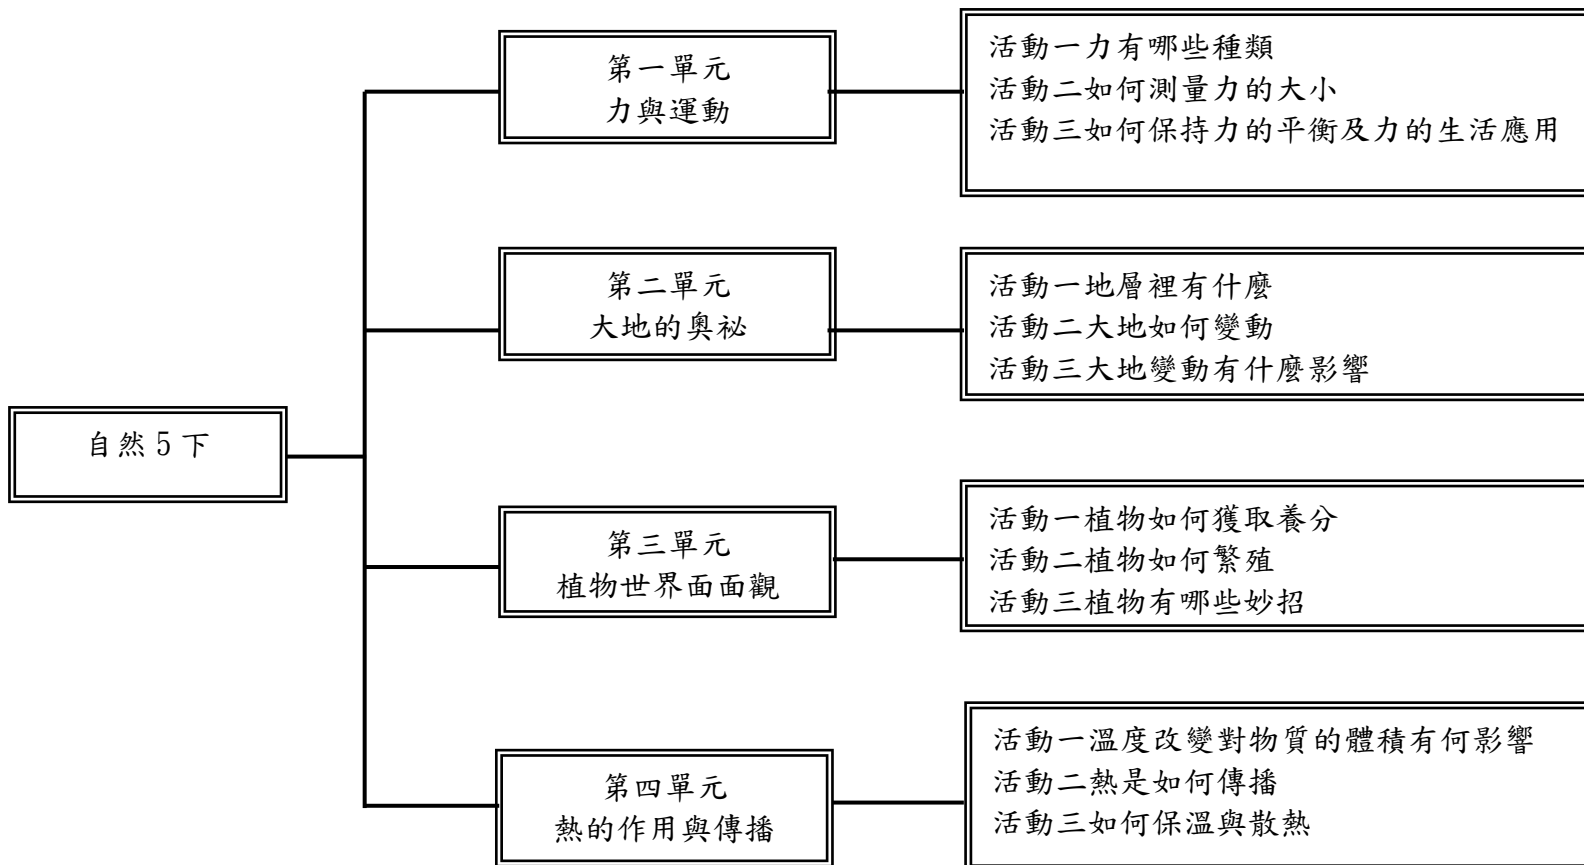 自然5下
第一單元
力與運動
活動一力有哪些種類
活動二如何測量力的大小
活動三如何保持力的平衡及力的生活應用
第二單元
大地的奧祕
活動一地層裡有什麼
活動二大地如何變動
活動三大地變動有什麼影響
第三單元
植物世界面面觀
活動一植物如何獲取養分
活動二植物如何繁殖
活動三植物有哪些妙招
第四單元
熱的作用與傳播
活動一溫度改變對物質的體積有何影響
活動二熱是如何傳播
活動三如何保溫與散熱